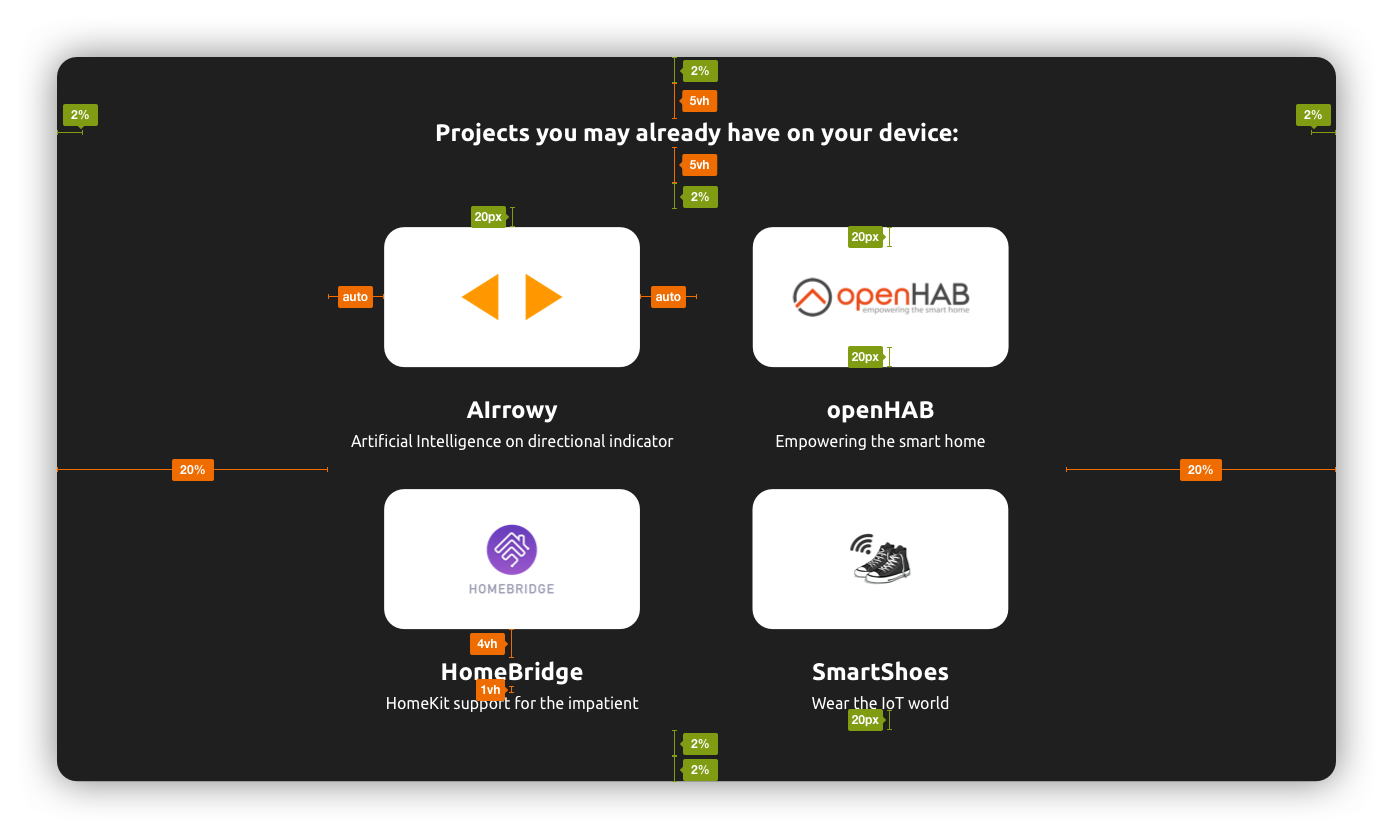 2%
5vh
2%
2%
Projects you may already have on your device:
5vh
2%
20px
20px
auto
auto
openHAB
empowering the smart home
20px
AIrrowy
openHAB
Artificial Intelligence on directional indicator
Empowering the smart home
20%
20%
HOMEBRIDGE
4vh
HomeBridge
SmartShoes
1vh
HomeKit support for the impatient
Wear the IoT world
20px
2%
2%